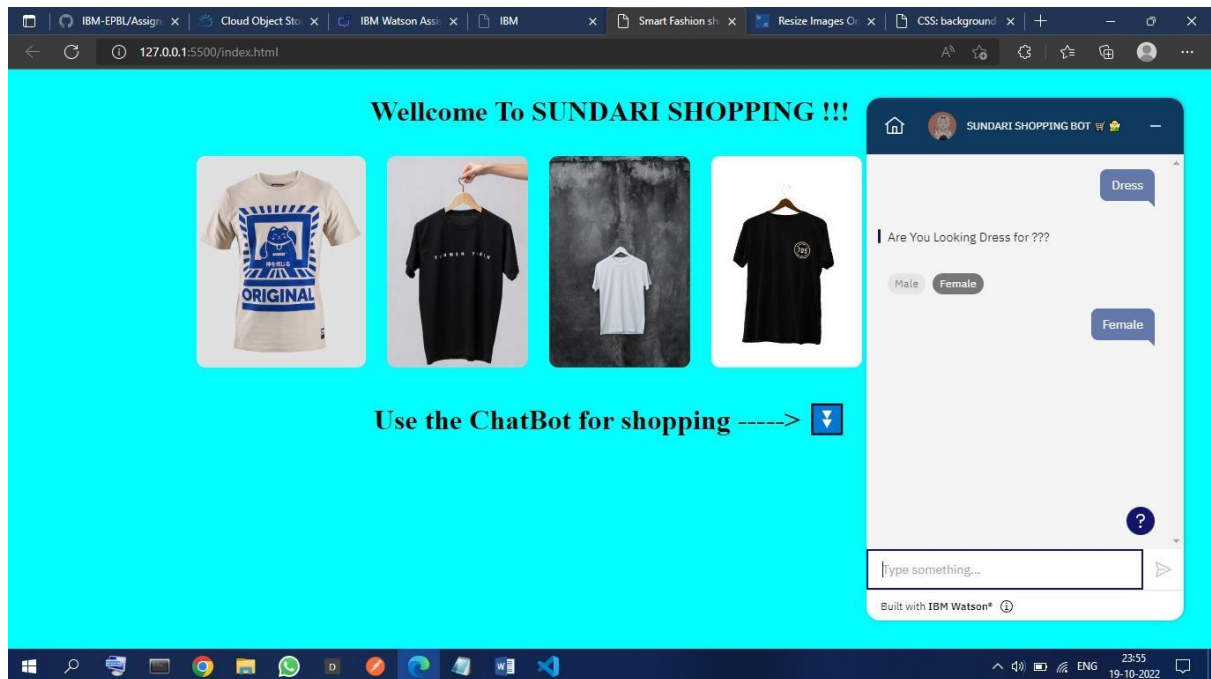 IBM-EPBL/Assign
Cloud Object Sto
IBM Watson Assi
IBM
Smart Fashion sh
Resize Images On
CSS: background
127.0.0.1:5500/index.html
Wellcome To SUNDARI SHOPPING !!!
ORIGINAL
705
Use the ChatBot for shopping ----->
SUNDARI SHOPPING BOT
Dress
Are You Looking Dress for ???
Male Female
Female
?
Type something...
Built with IBM Watson®
ENG
23:55
19-10-2022